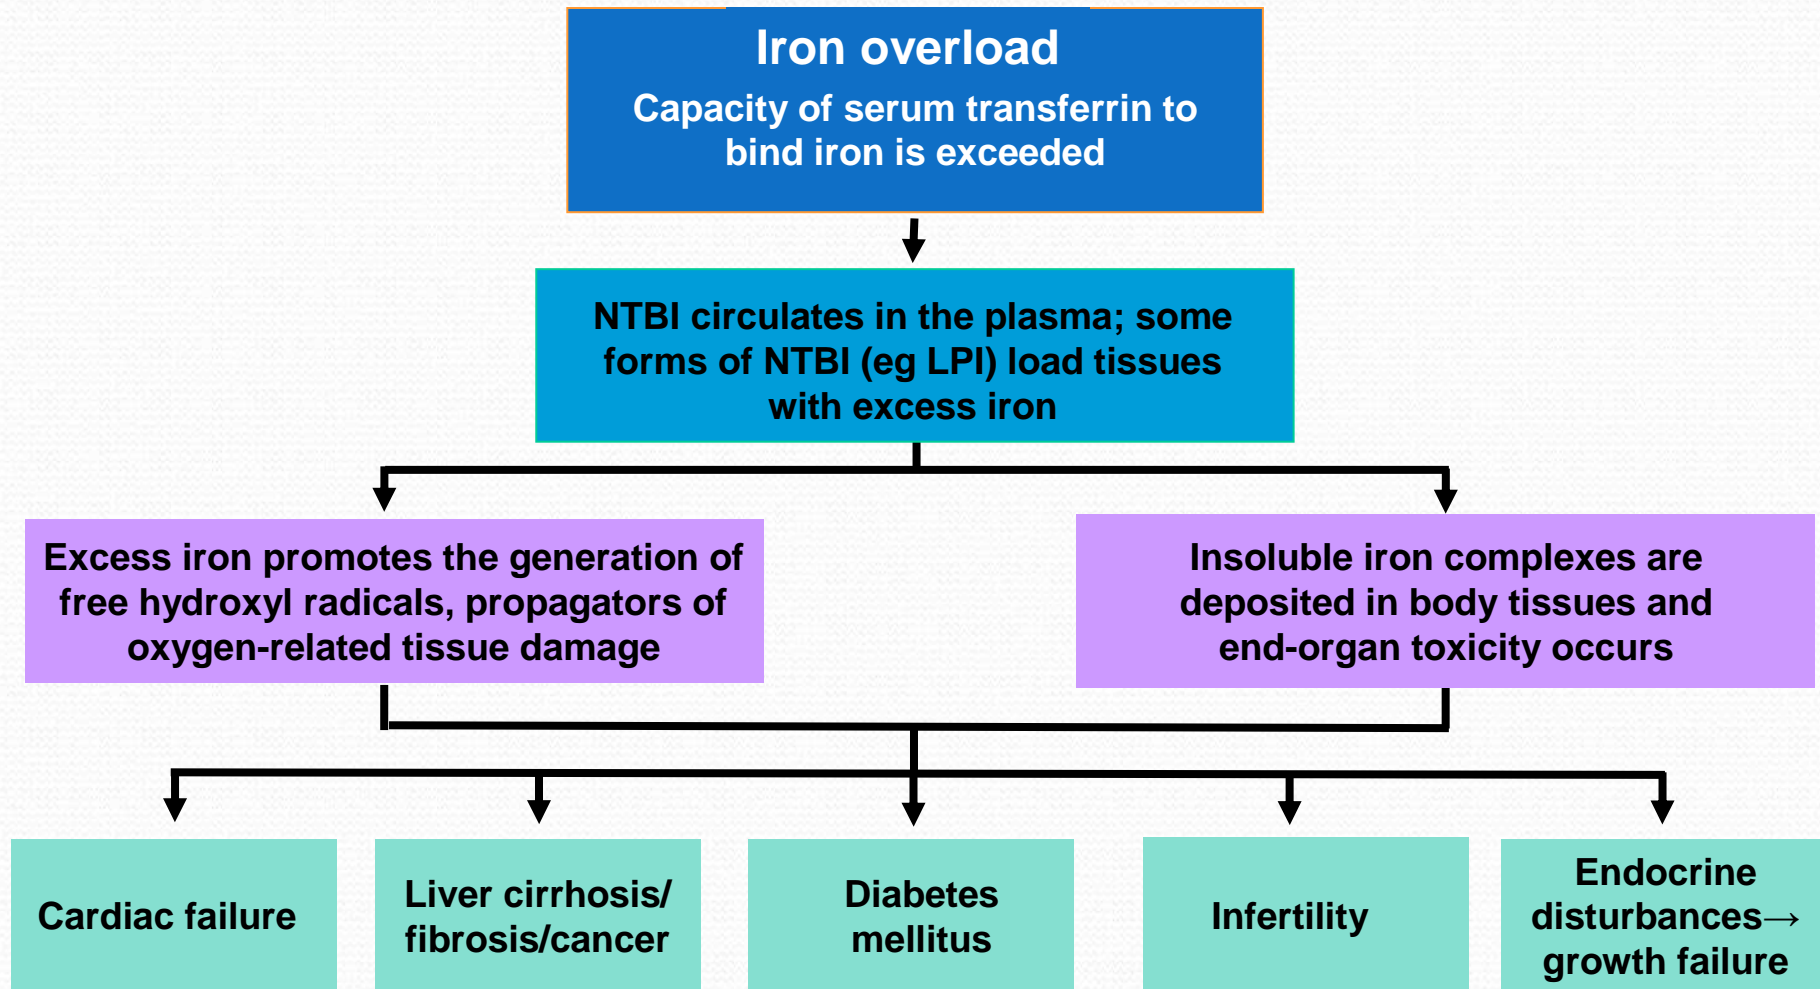 Iron overload
Capacity of serum transferrin to
bind iron is exceeded
NTBI circulates in the plasma; some
forms of NTBI (eg LPI) load tissues
with excess iron
Excess iron promotes the generation of
free hydroxyl radicals, propagators of
oxygen-related tissue damage
Insoluble iron complexes are
deposited in body tissues and
end-organ toxicity occurs
Cardiac failure
Liver cirrhosis/
fibrosis/cancer
Diabetes
mellitus
Infertility
Endocrine
disturbances→
growth failure